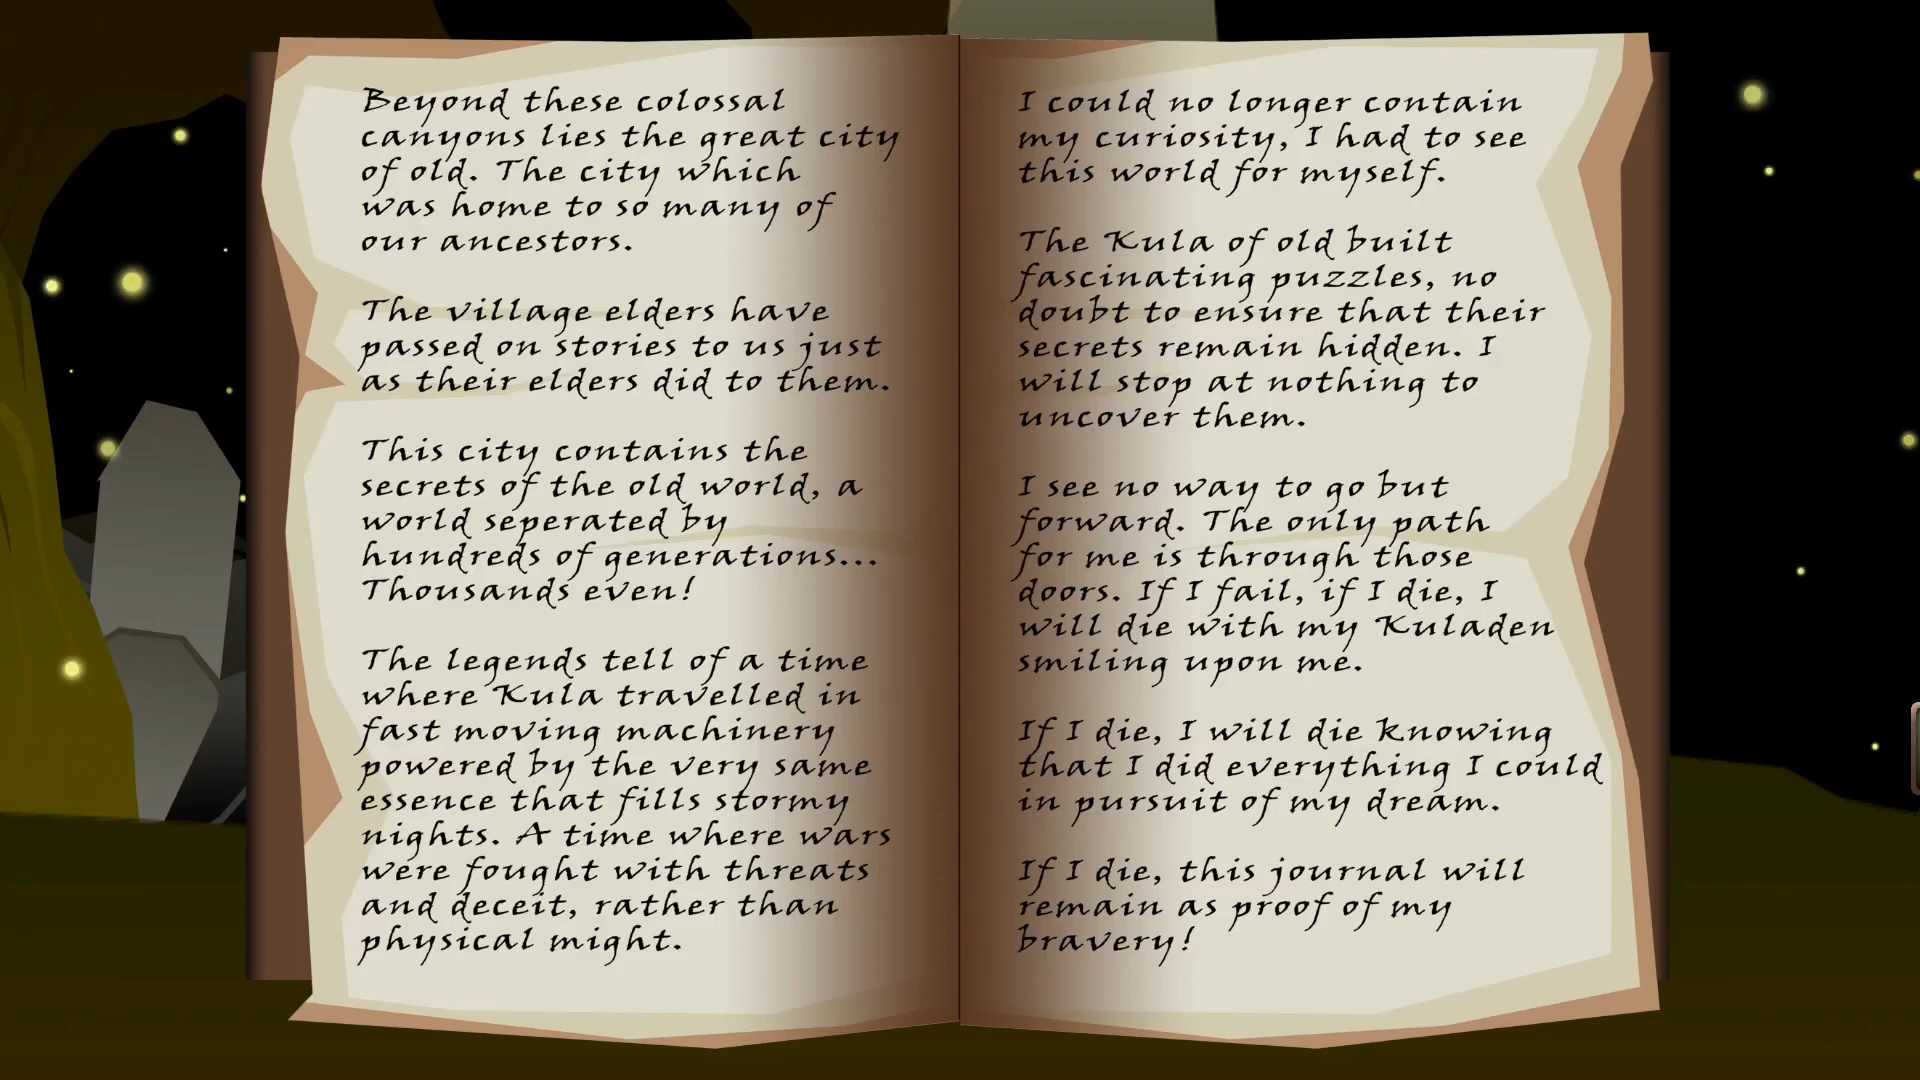 Beyond these colossal
canyons lies the great city
of old. The city which
was home to so many of
our ancestors.
The village elders have
passed on stories to us just
as their elders did to them.
This city contains the
secrets of the old world, a
world seperated by
hundreds of generations...
Thousands even!
The legends tell of a time
where Kula travelled in
fast moving machinery
powered by the very same
essence that fills stormy
nights. A time where wars
were fought with threats
and deceit, rather than
physical might.
I could no longer contain
my curiosity, I had to see
this world for myself.
The Kula of old built
fascinating puzzles, no
doubt to ensure that their
secrets remain hidden. I
will stop at nothing to
uncover them.
I see no way to go but
forward. The only path
for me is through those
doors. If I fail, if I die, I
will die with my Kuladen
smiling upon me.
If I die, I will die knowing
that I did everything I could
in pursuit of my dream.
If I die, this journal will
remain as proof of my
bravery!